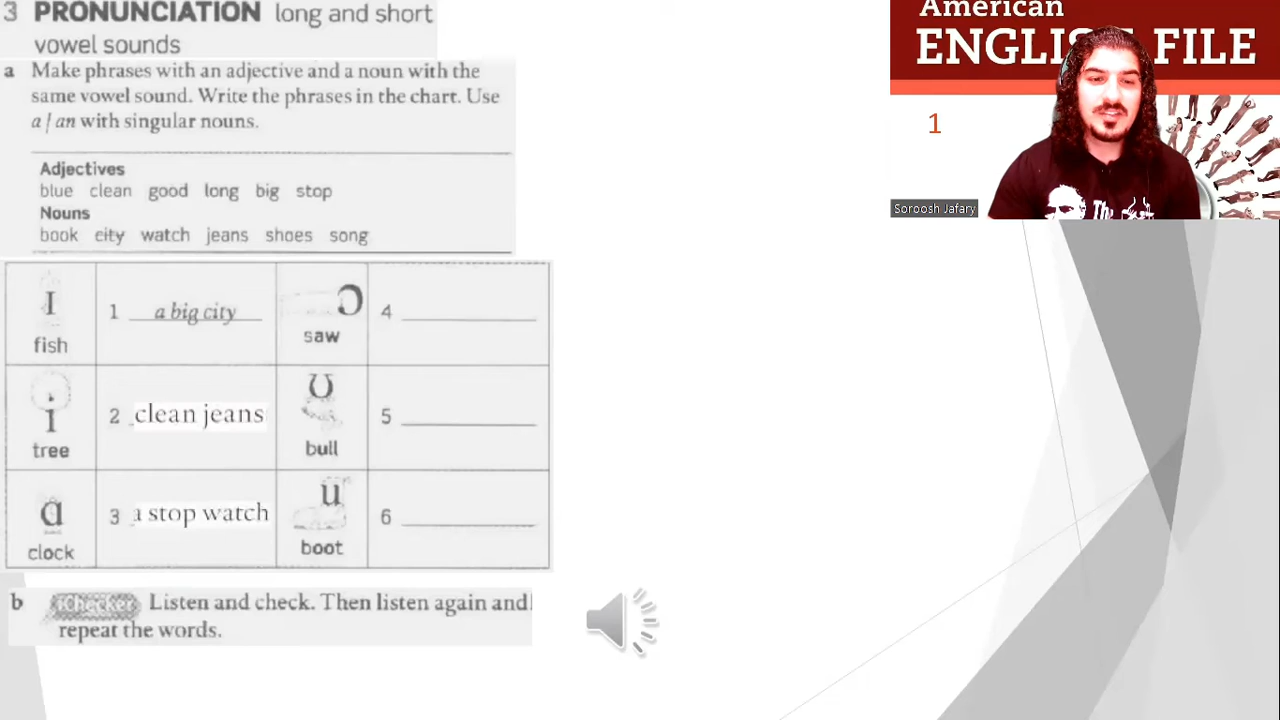 3 PRONUNCIATION long and short
vowel sounds
a Make phrases with an adjective and a noun with the
same vowel sound. Write the phrases in the chart. Use
a / an with singular nouns.
Adjectives
blue clean good long big stop
Nouns
book city watch jeans shoes song
ɪ
fish
1 a big city
ɔ
saw
4
i
tree
2 clean jeans
ʊ
bull
5
ɑ
clock
3 a stop watch
u
boot
6
b iChecker Listen and check. Then listen again and
repeat the words.
American
ENGLISH FILE
1
Soroosh Jafary